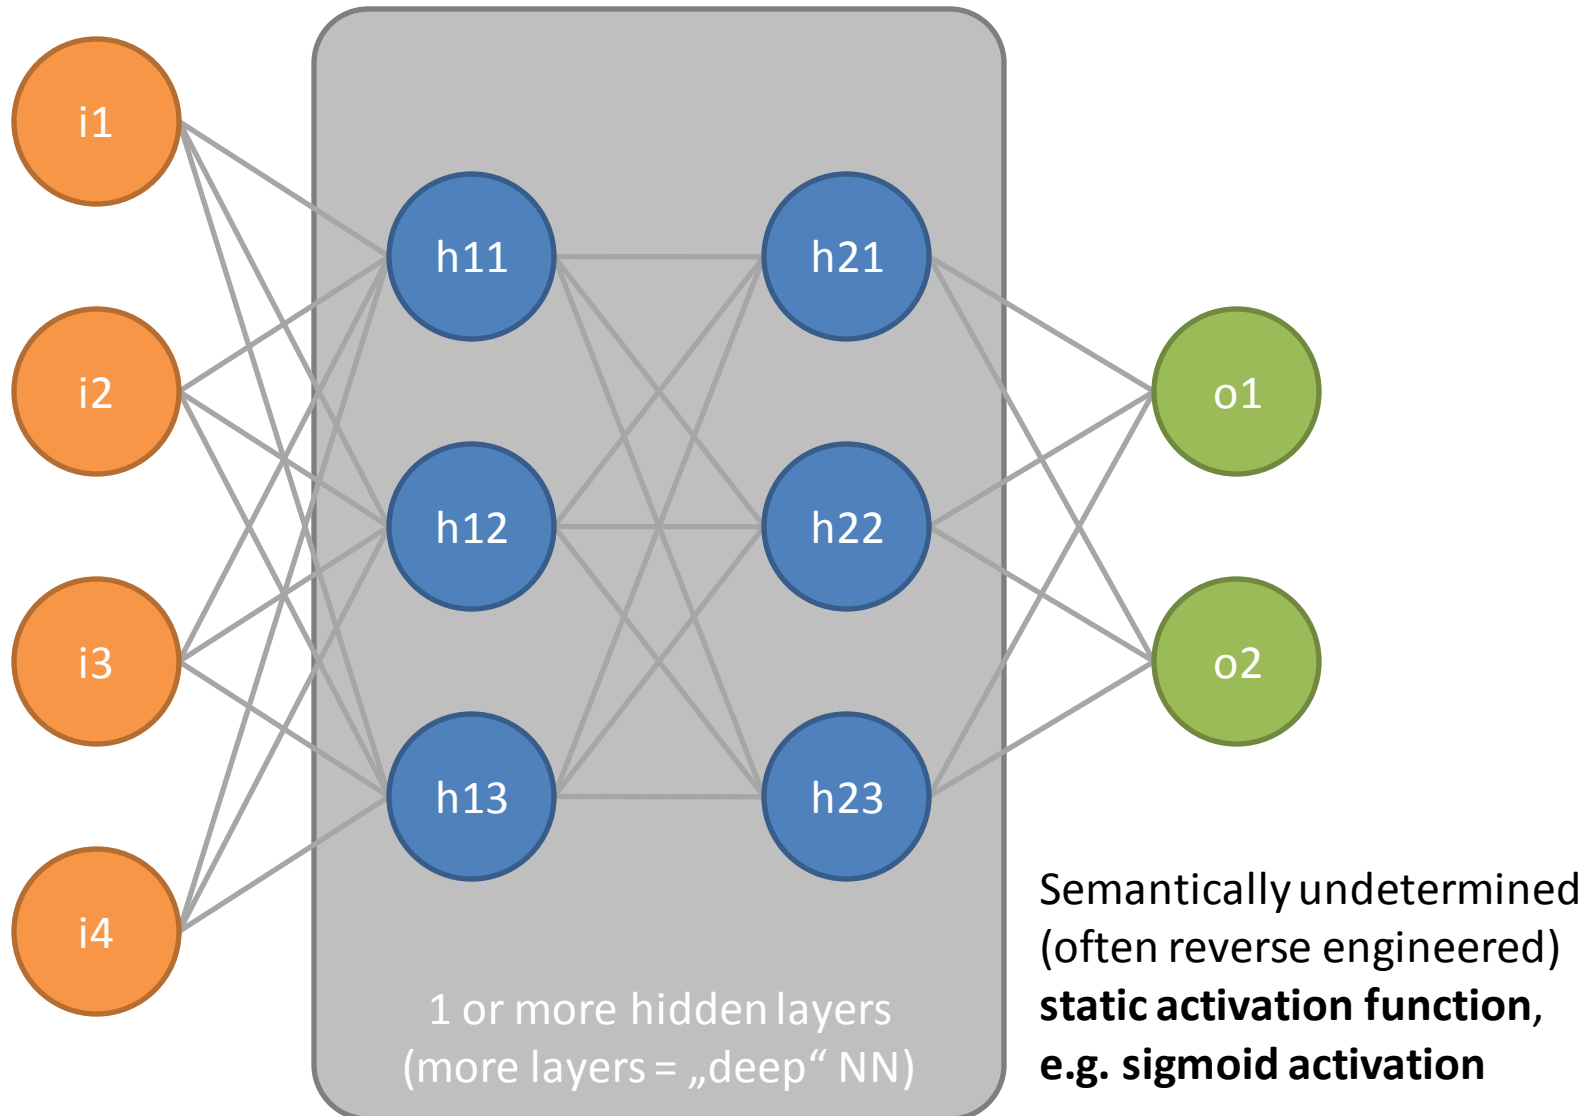 i1
i2
i3
i4
h11
h12
h13
h21
h22
h23
o1
o2
1 or more hidden layers
(more layers = „deep“ NN)
Semantically undetermined
(often reverse engineered)
static activation function,
e.g. sigmoid activation